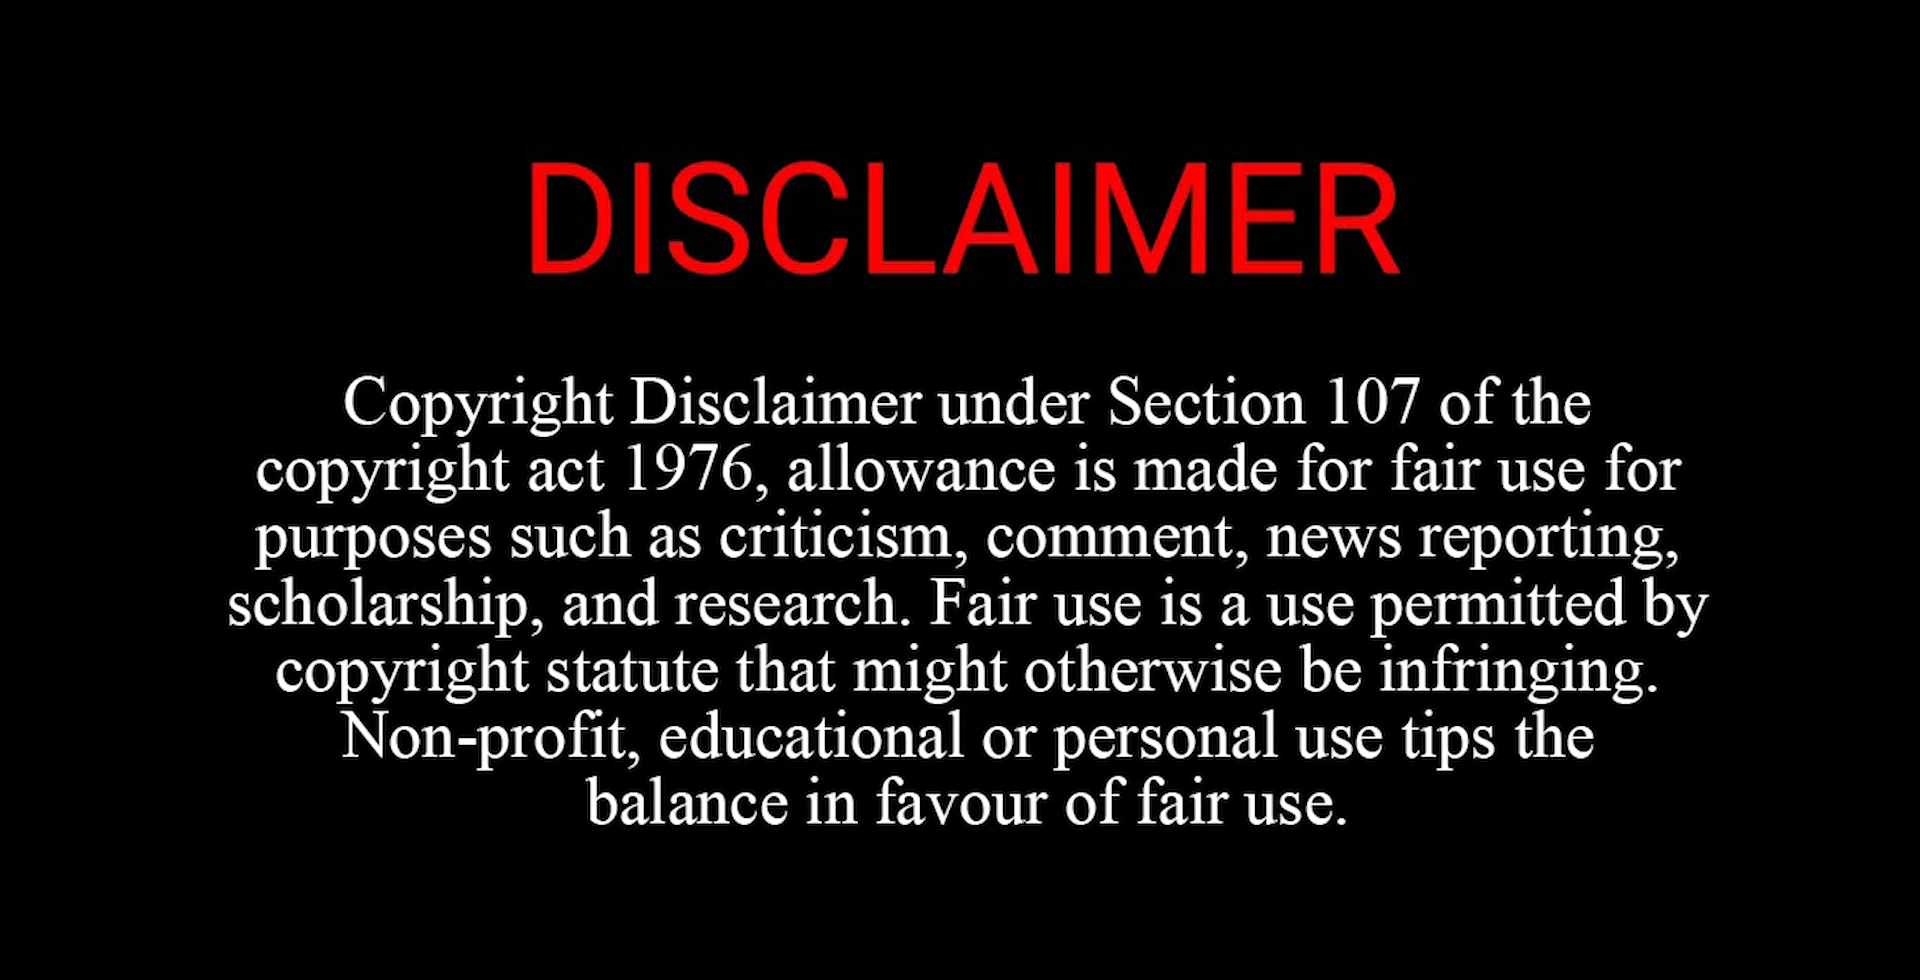 DISCLAIMER
Copyright Disclaimer under Section 107 of the
copyright act 1976, allowance is made for fair use for
purposes such as criticism, comment, news reporting,
scholarship, and research. Fair use is a use permitted by
copyright statute that might otherwise be infringing.
Non-profit, educational or personal use tips the
balance in favour of fair use.